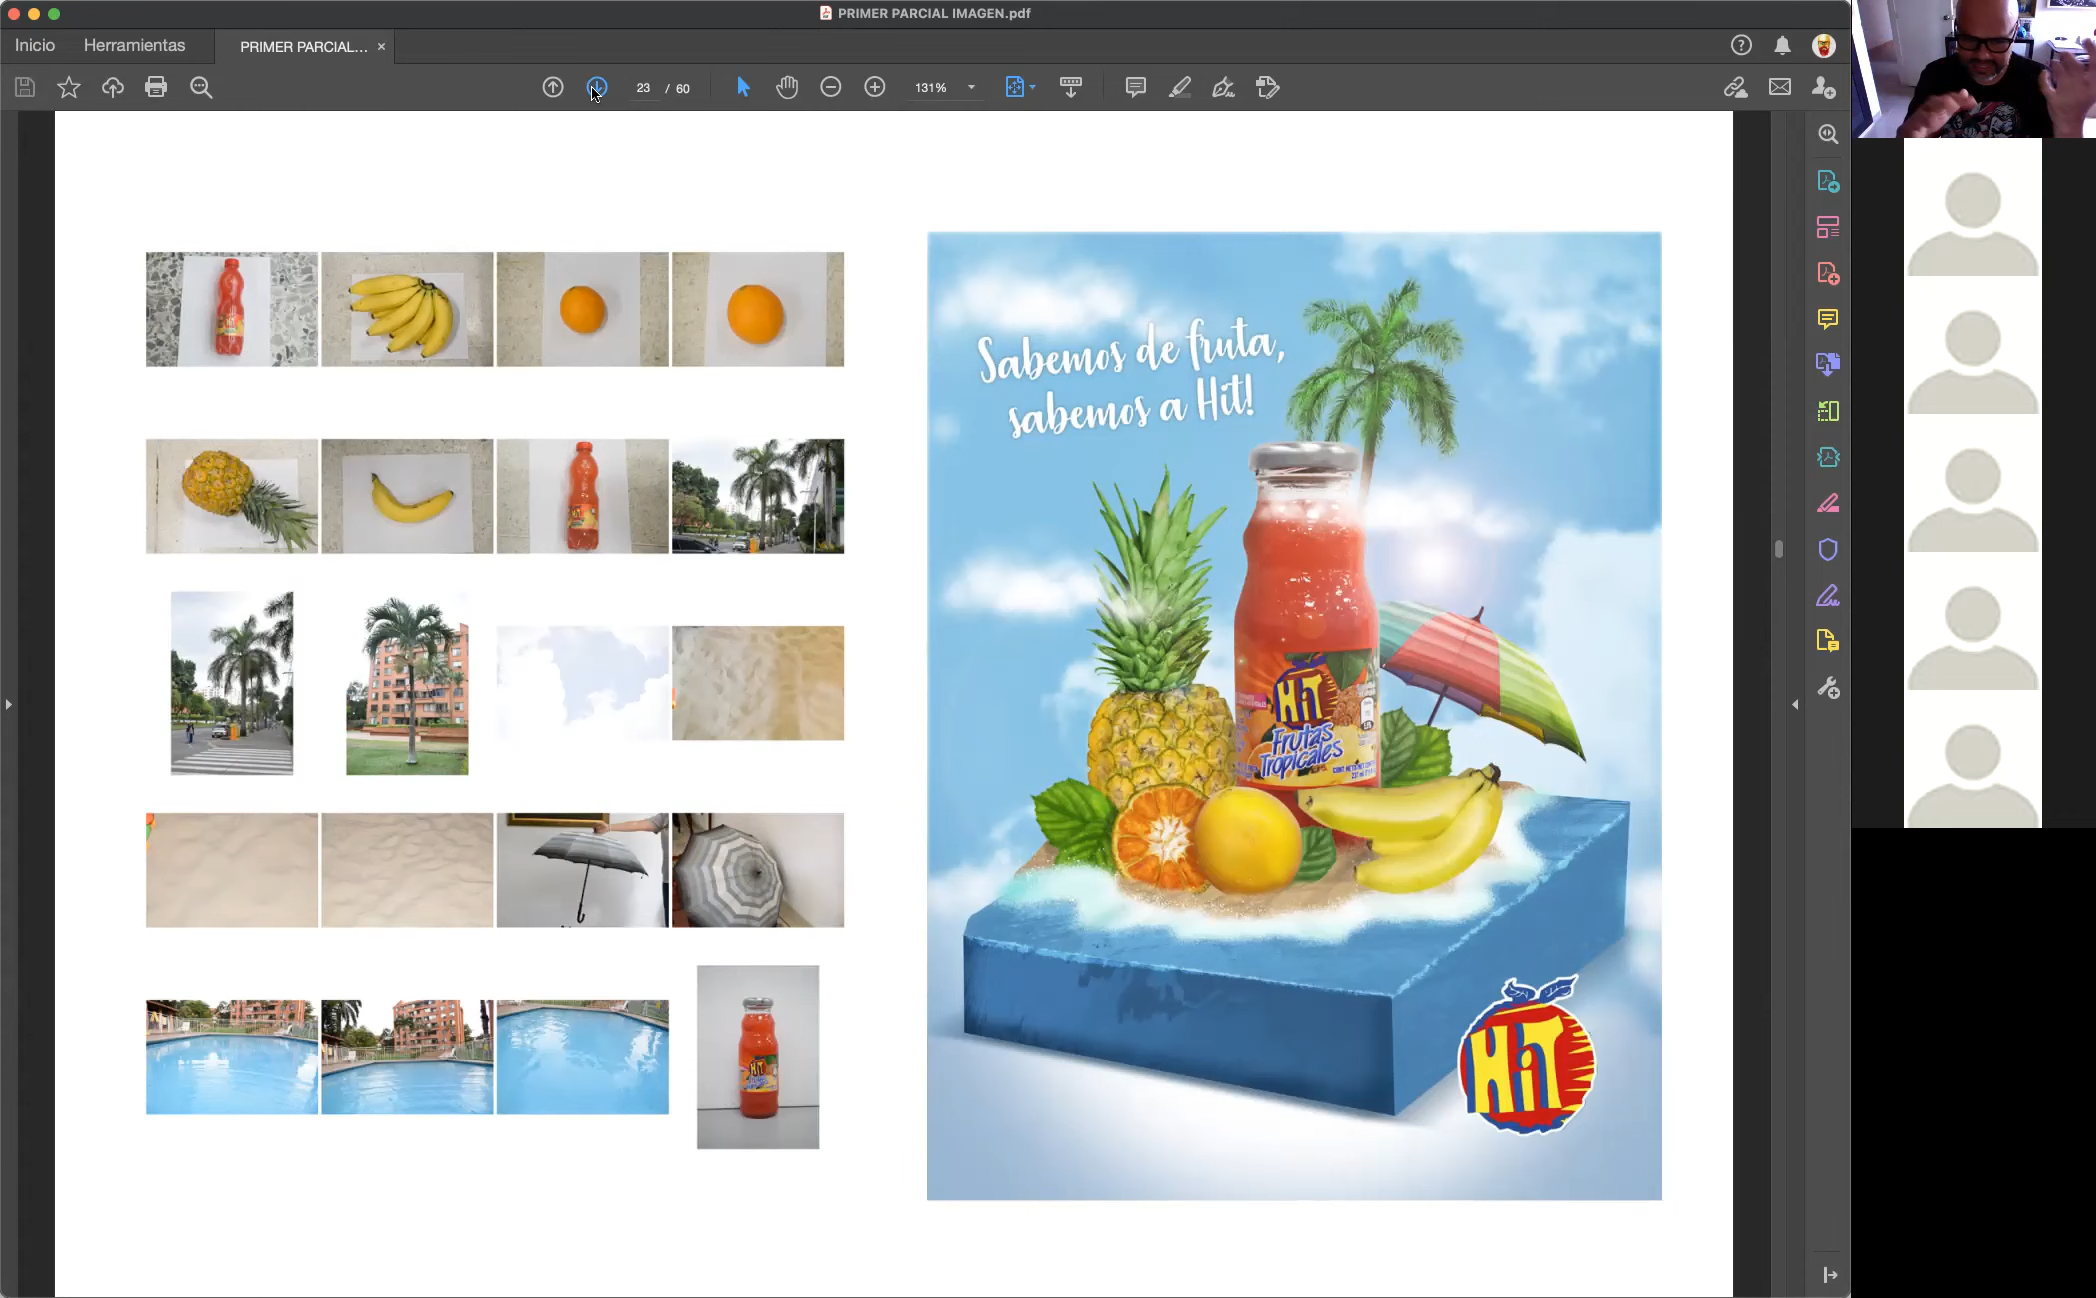 PRIMER PARCIAL IMAGEN.pdf
Inicio
Herramientas
PRIMER PARCIAL...
23 / 60
131%
Sabemos de fruta,
sabemos a Hit!
HiT
Frutas
Tropicales
HiT